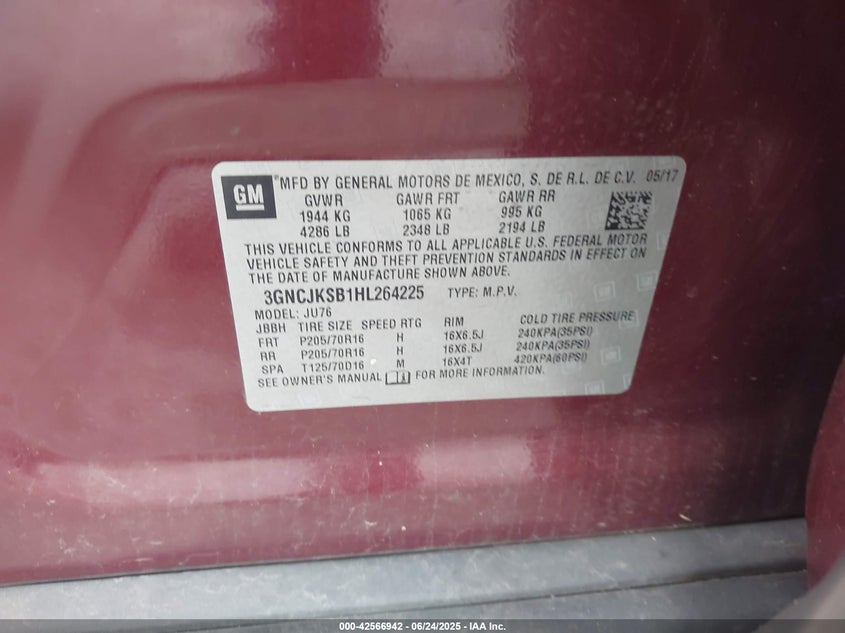 GM MFD BY GENERAL MOTORS DE MEXICO, S. DE R.L. DE C.V. 05/17
GVWR GAWR FRT GAWR RR
1944 KG 1065 KG 995 KG
4286 LB 2348 LB 2194 LB
THIS VEHICLE CONFORMS TO ALL APPLICABLE U.S. FEDERAL MOTOR
VEHICLE SAFETY AND THEFT PREVENTION STANDARDS IN EFFECT ON
THE DATE OF MANUFACTURE SHOWN ABOVE.
3GNCJKSB1HL264225 TYPE: M.P.V.
MODEL: JU76
JBBH TIRE SIZE SPEED RTG RIM COLD TIRE PRESSURE
FRT P205/70R16 H 16X6.5J 240KPA(35PSI)
RR P205/70R16 H 16X6.5J 240KPA(35PSI)
SPA T125/70D16 M 16X4T 420KPA(60PSI)
SEE OWNER'S MANUAL FOR MORE INFORMATION.
000-42566942 - 06/24/2025 - IAA Inc.